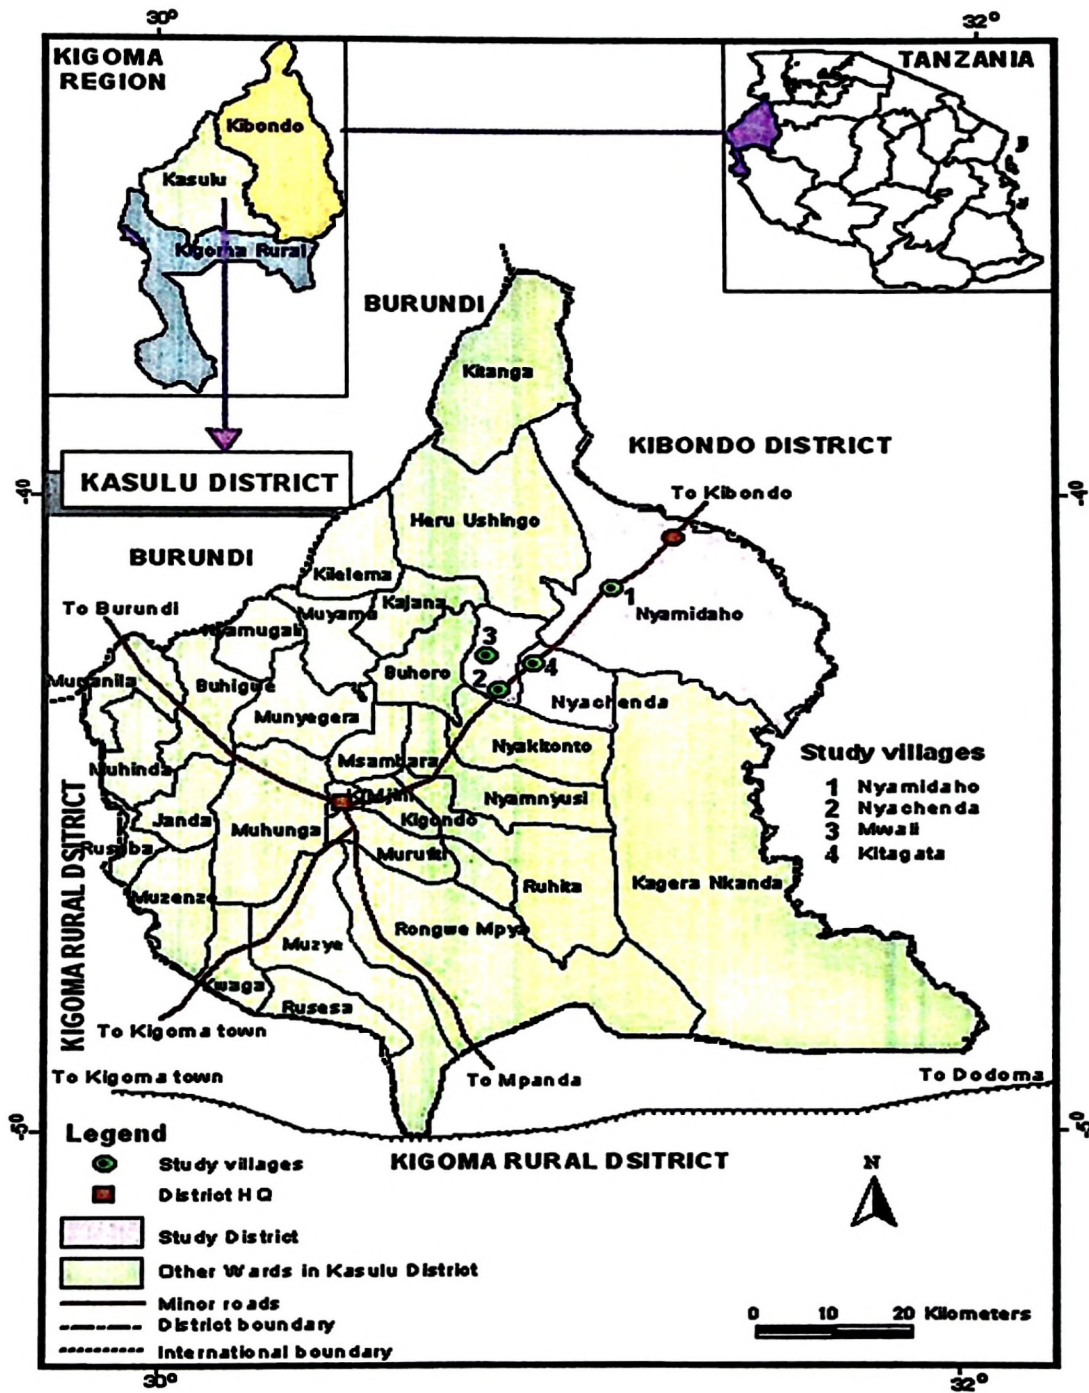 30°
32°
KIGOMA
REGION
TANZANIA
Kibondo
Kasulu
Kigoma Rural
BURUNDI
Kitanga
KIBONDO DISTRICT
KASULU DISTRICT
To Kibondo
-4°
-4°
Heru Ushingo
BURUNDI
Kilelema
1
To Burundi
Kajana
Muyama
Nyamidaho
Nyamugali
3
4
Buhoro
2
Buhigwe
Munanila
Nyachenda
Munyegera
Nyakitonto
Study villages
Msambara
Muhinda
1 Nyamidaho
2 Nyachenda
3 Mwali
4 Kitagata
Nyamnyusi
Janda
Muhunga
Kigondo
Rusaba
Murufiti
Muzenze
Ruhita
Kagera Nkanda
KIGOMA RURAL DSITRICT
Rongwe Mpya
Muzye
Kwaga
Rusesa
To Kigoma town
To Kigoma town
To Mpanda
To Dodoma
-5°
-5°
Legend
KIGOMA RURAL DSITRICT
N
Study villages
District HQ
Study District
Other Wards in Kasulu District
Minor roads
District boundary
International boundary
0 10 20 Kilometers
30°
32°